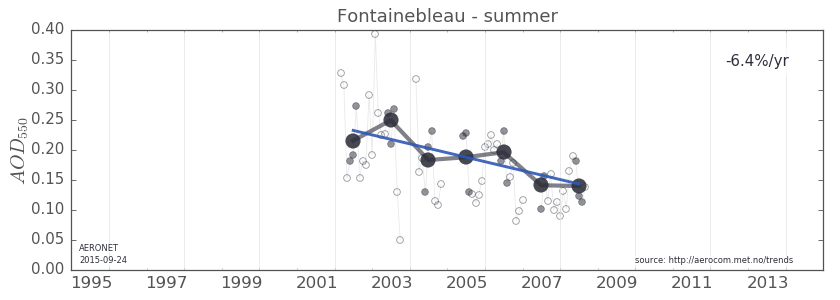 Fontainebleau - summer
0.40
-6.4%/yr
0.35
0.30
0.25
0.20
0.15
0.10
0.05
0.00
AOD550
AERONET
2015-09-24
source: http://aerocom.met.no/trends
1995 1997 1999 2001 2003 2005 2007 2009 2011 2013